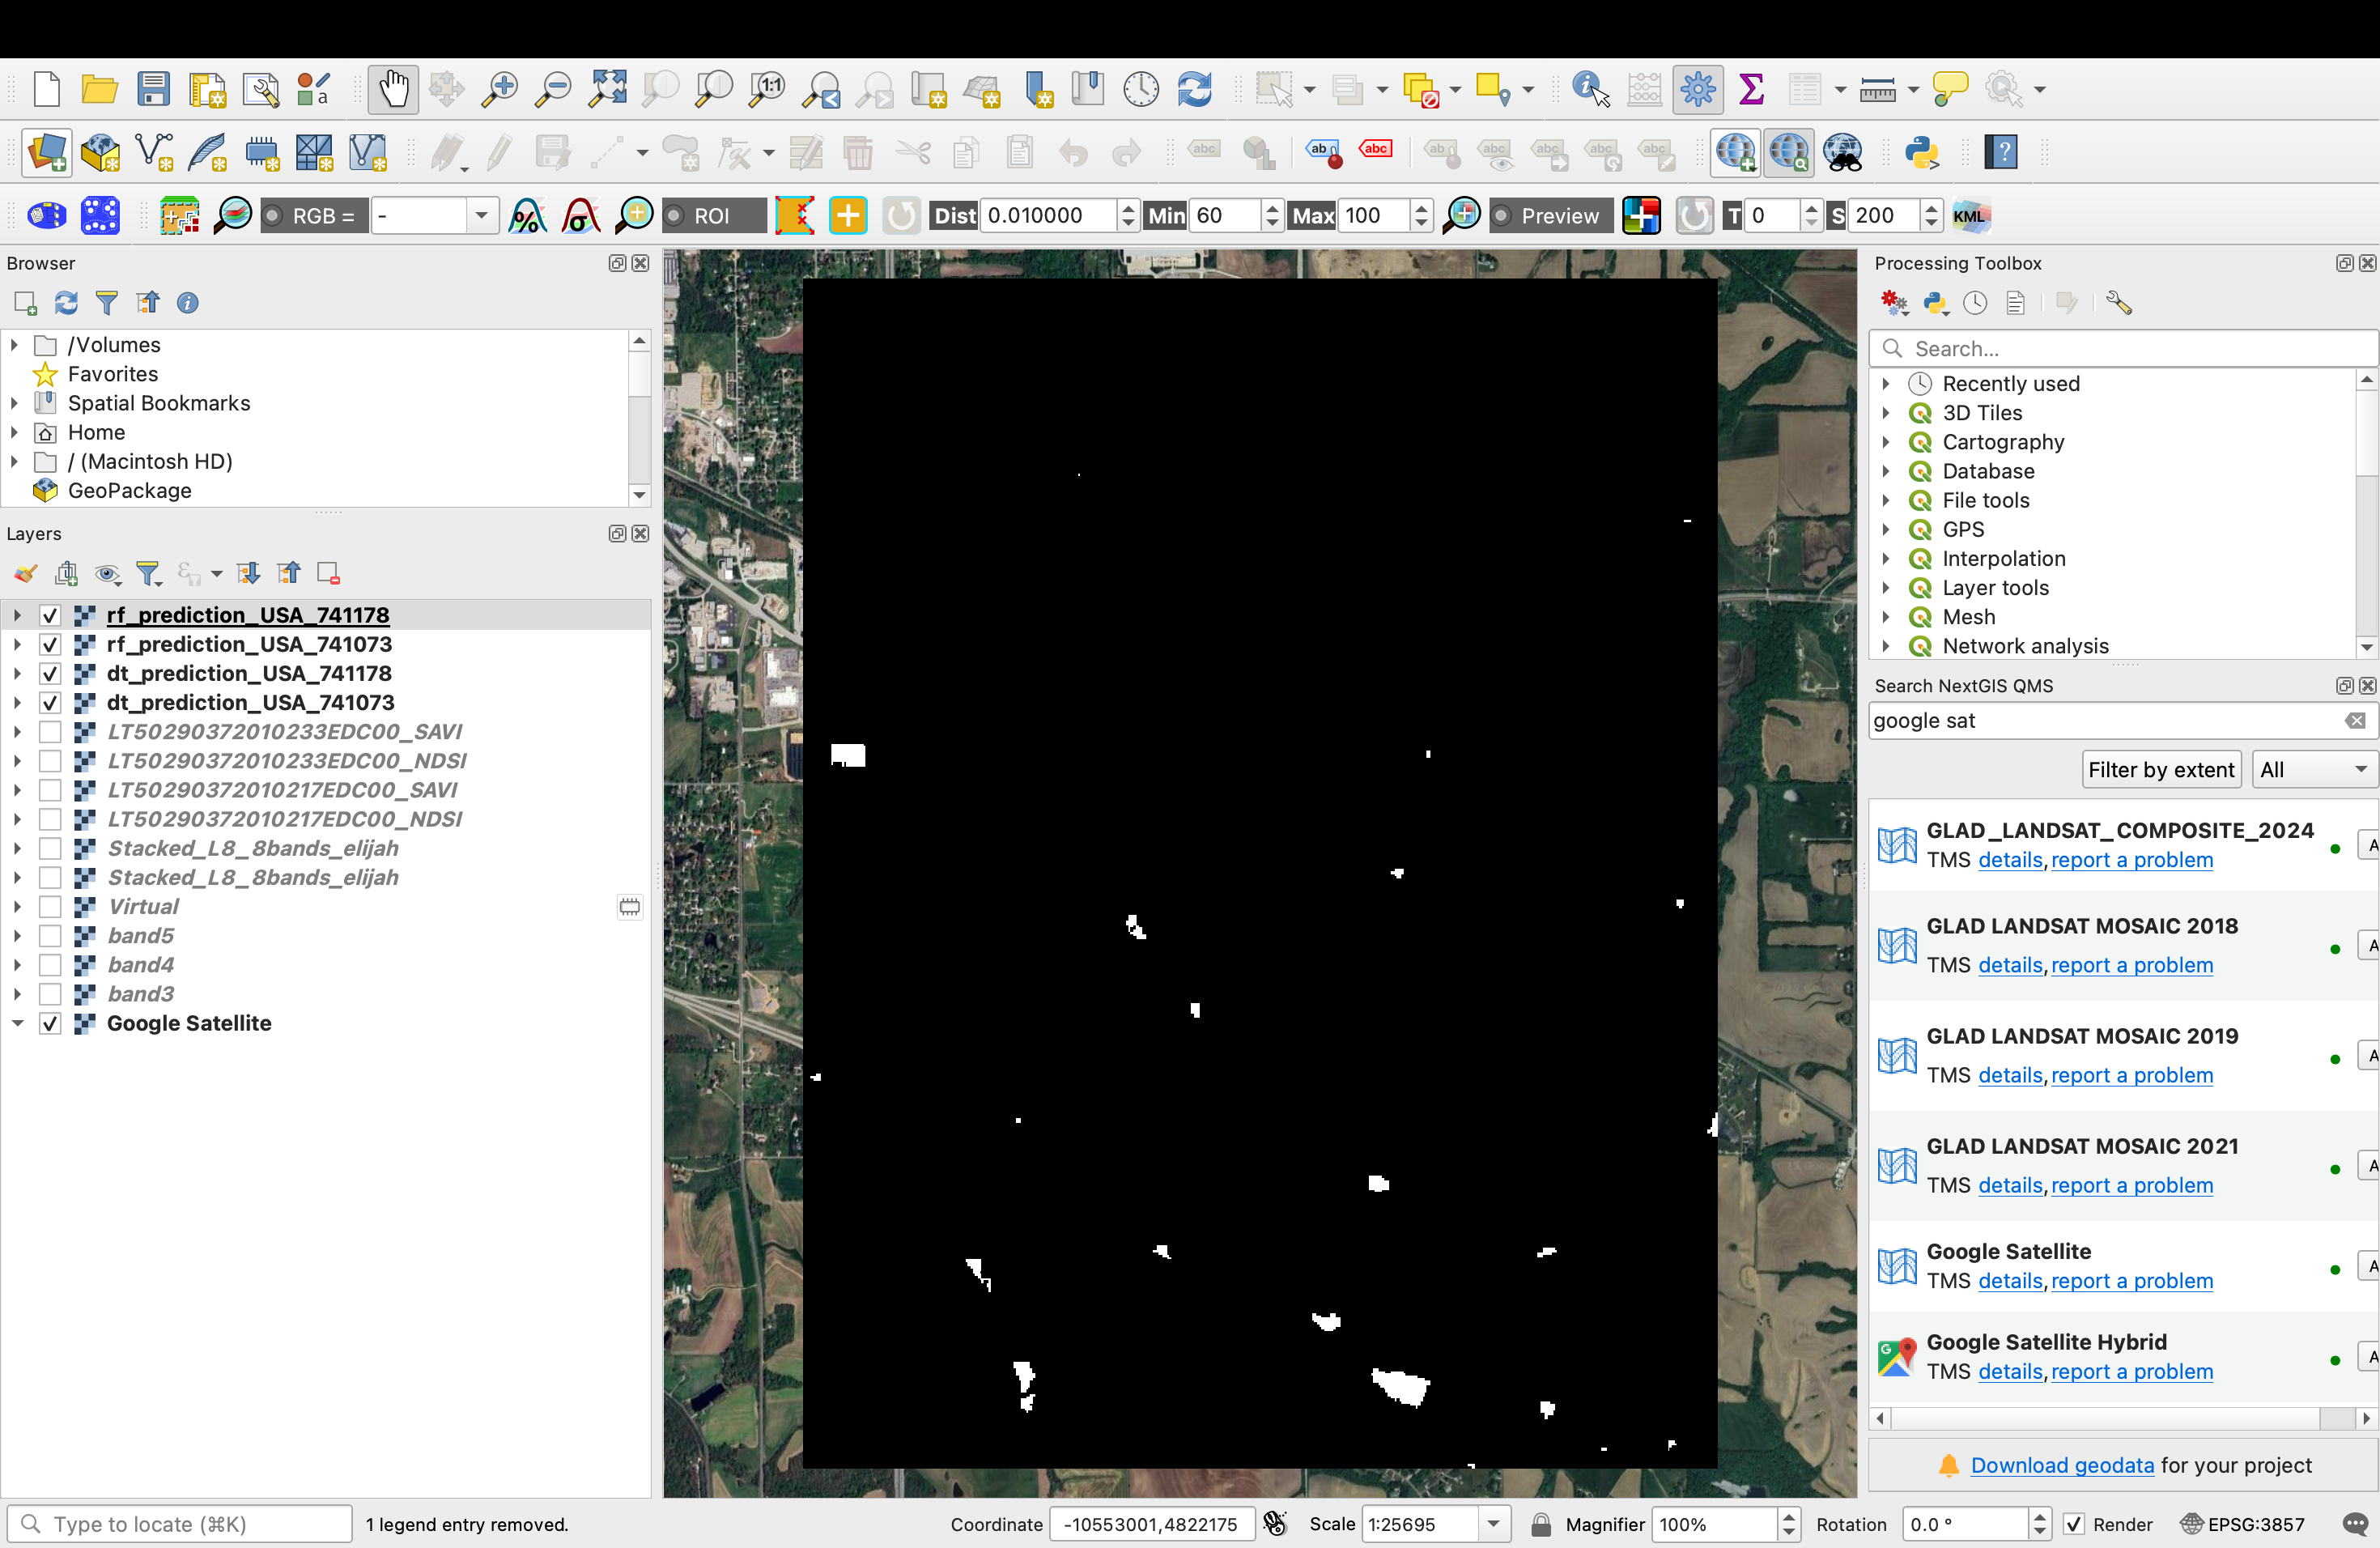 RGB = -
ROI
Dist 0.010000 Min 60 Max 100
Preview
T 0 S 200
KML
Browser
/Volumes
Favorites
Spatial Bookmarks
Home
/ (Macintosh HD)
GeoPackage
Layers
rf_prediction_USA_741178
rf_prediction_USA_741073
dt_prediction_USA_741178
dt_prediction_USA_741073
LT50290372010233EDC00_SAVI
LT50290372010233EDC00_NDSI
LT50290372010217EDC00_SAVI
LT50290372010217EDC00_NDSI
Stacked_L8_8bands_elijah
Stacked_L8_8bands_elijah
Virtual
band5
band4
band3
Google Satellite
Processing Toolbox
Search...
Recently used
3D Tiles
Cartography
Database
File tools
GPS
Interpolation
Layer tools
Mesh
Network analysis
Search NextGIS QMS
google sat
Filter by extent All
GLAD_LANDSAT_COMPOSITE_2024
TMS details, report a problem
GLAD LANDSAT MOSAIC 2018
TMS details, report a problem
GLAD LANDSAT MOSAIC 2019
TMS details, report a problem
GLAD LANDSAT MOSAIC 2021
TMS details, report a problem
Google Satellite
TMS details, report a problem
Google Satellite Hybrid
TMS details, report a problem
Download geodata for your project
Type to locate (⌘K) 1 legend entry removed. Coordinate -10553001,4822175 Scale 1:25695 Magnifier 100% Rotation 0.0 ° Render EPSG:3857